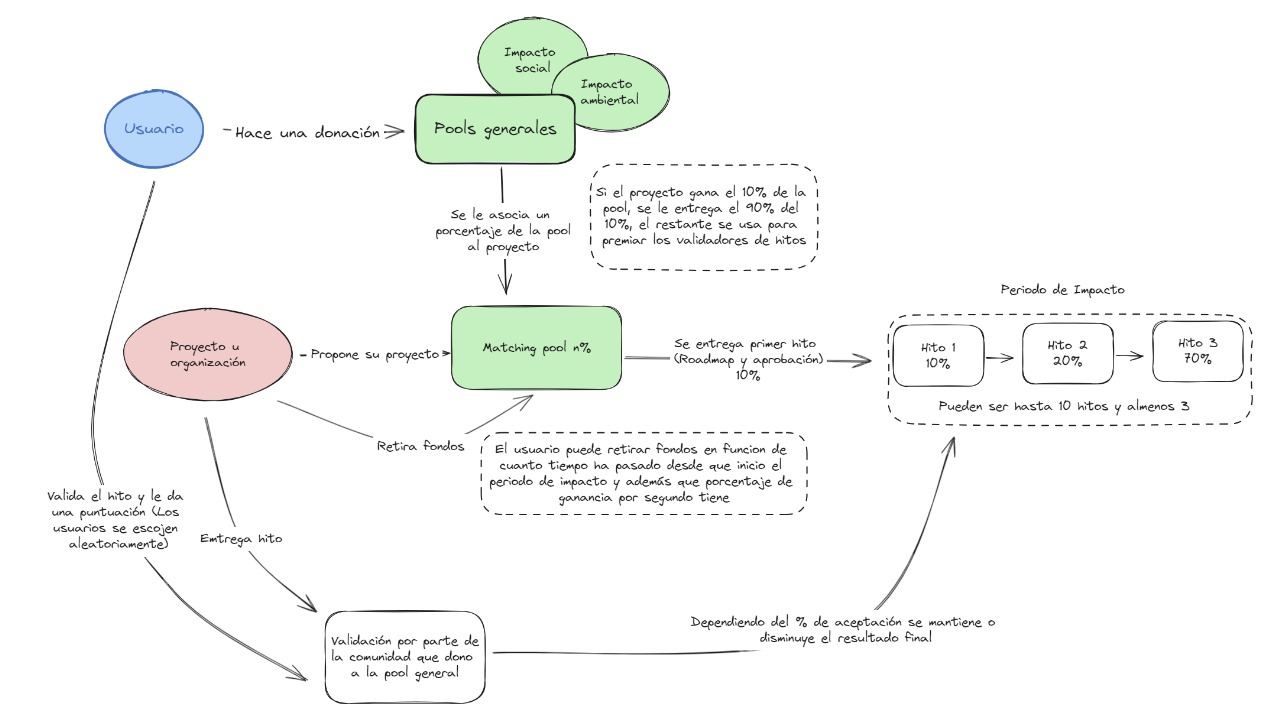 Impacto
social
Impacto
ambiental
Usuario
Hace una donación
Pools generales
Si el proyecto gana el 10% de la
pool, se le entrega el 90% del
10%, el restante se usa para
premiar los validadores de hitos
Se le asocia un
porcentaje de la pool
al proyecto
Periodo de Impacto
Proyecto u
organización
Propone su proyecto
Matching pool n%
Se entrega primer hito
(Roadmap y aprobación)
10%
Hito 1
10%
Hito 2
20%
Hito 3
70%
Pueden ser hasta 10 hitos y almenos 3
Retira fondos
El usuario puede retirar fondos en funcion de
cuanto tiempo ha pasado desde que inicio el
periodo de impacto y además que porcentaje de
ganancia por segundo tiene
Valida el hito y le da
una puntuación (Los
usuarios se escojen
aleatoriamente)
Emtrega hito
Validación por parte de
la comunidad que dono
a la pool general
Dependiendo del % de aceptación se mantiene o
disminuye el resultado final